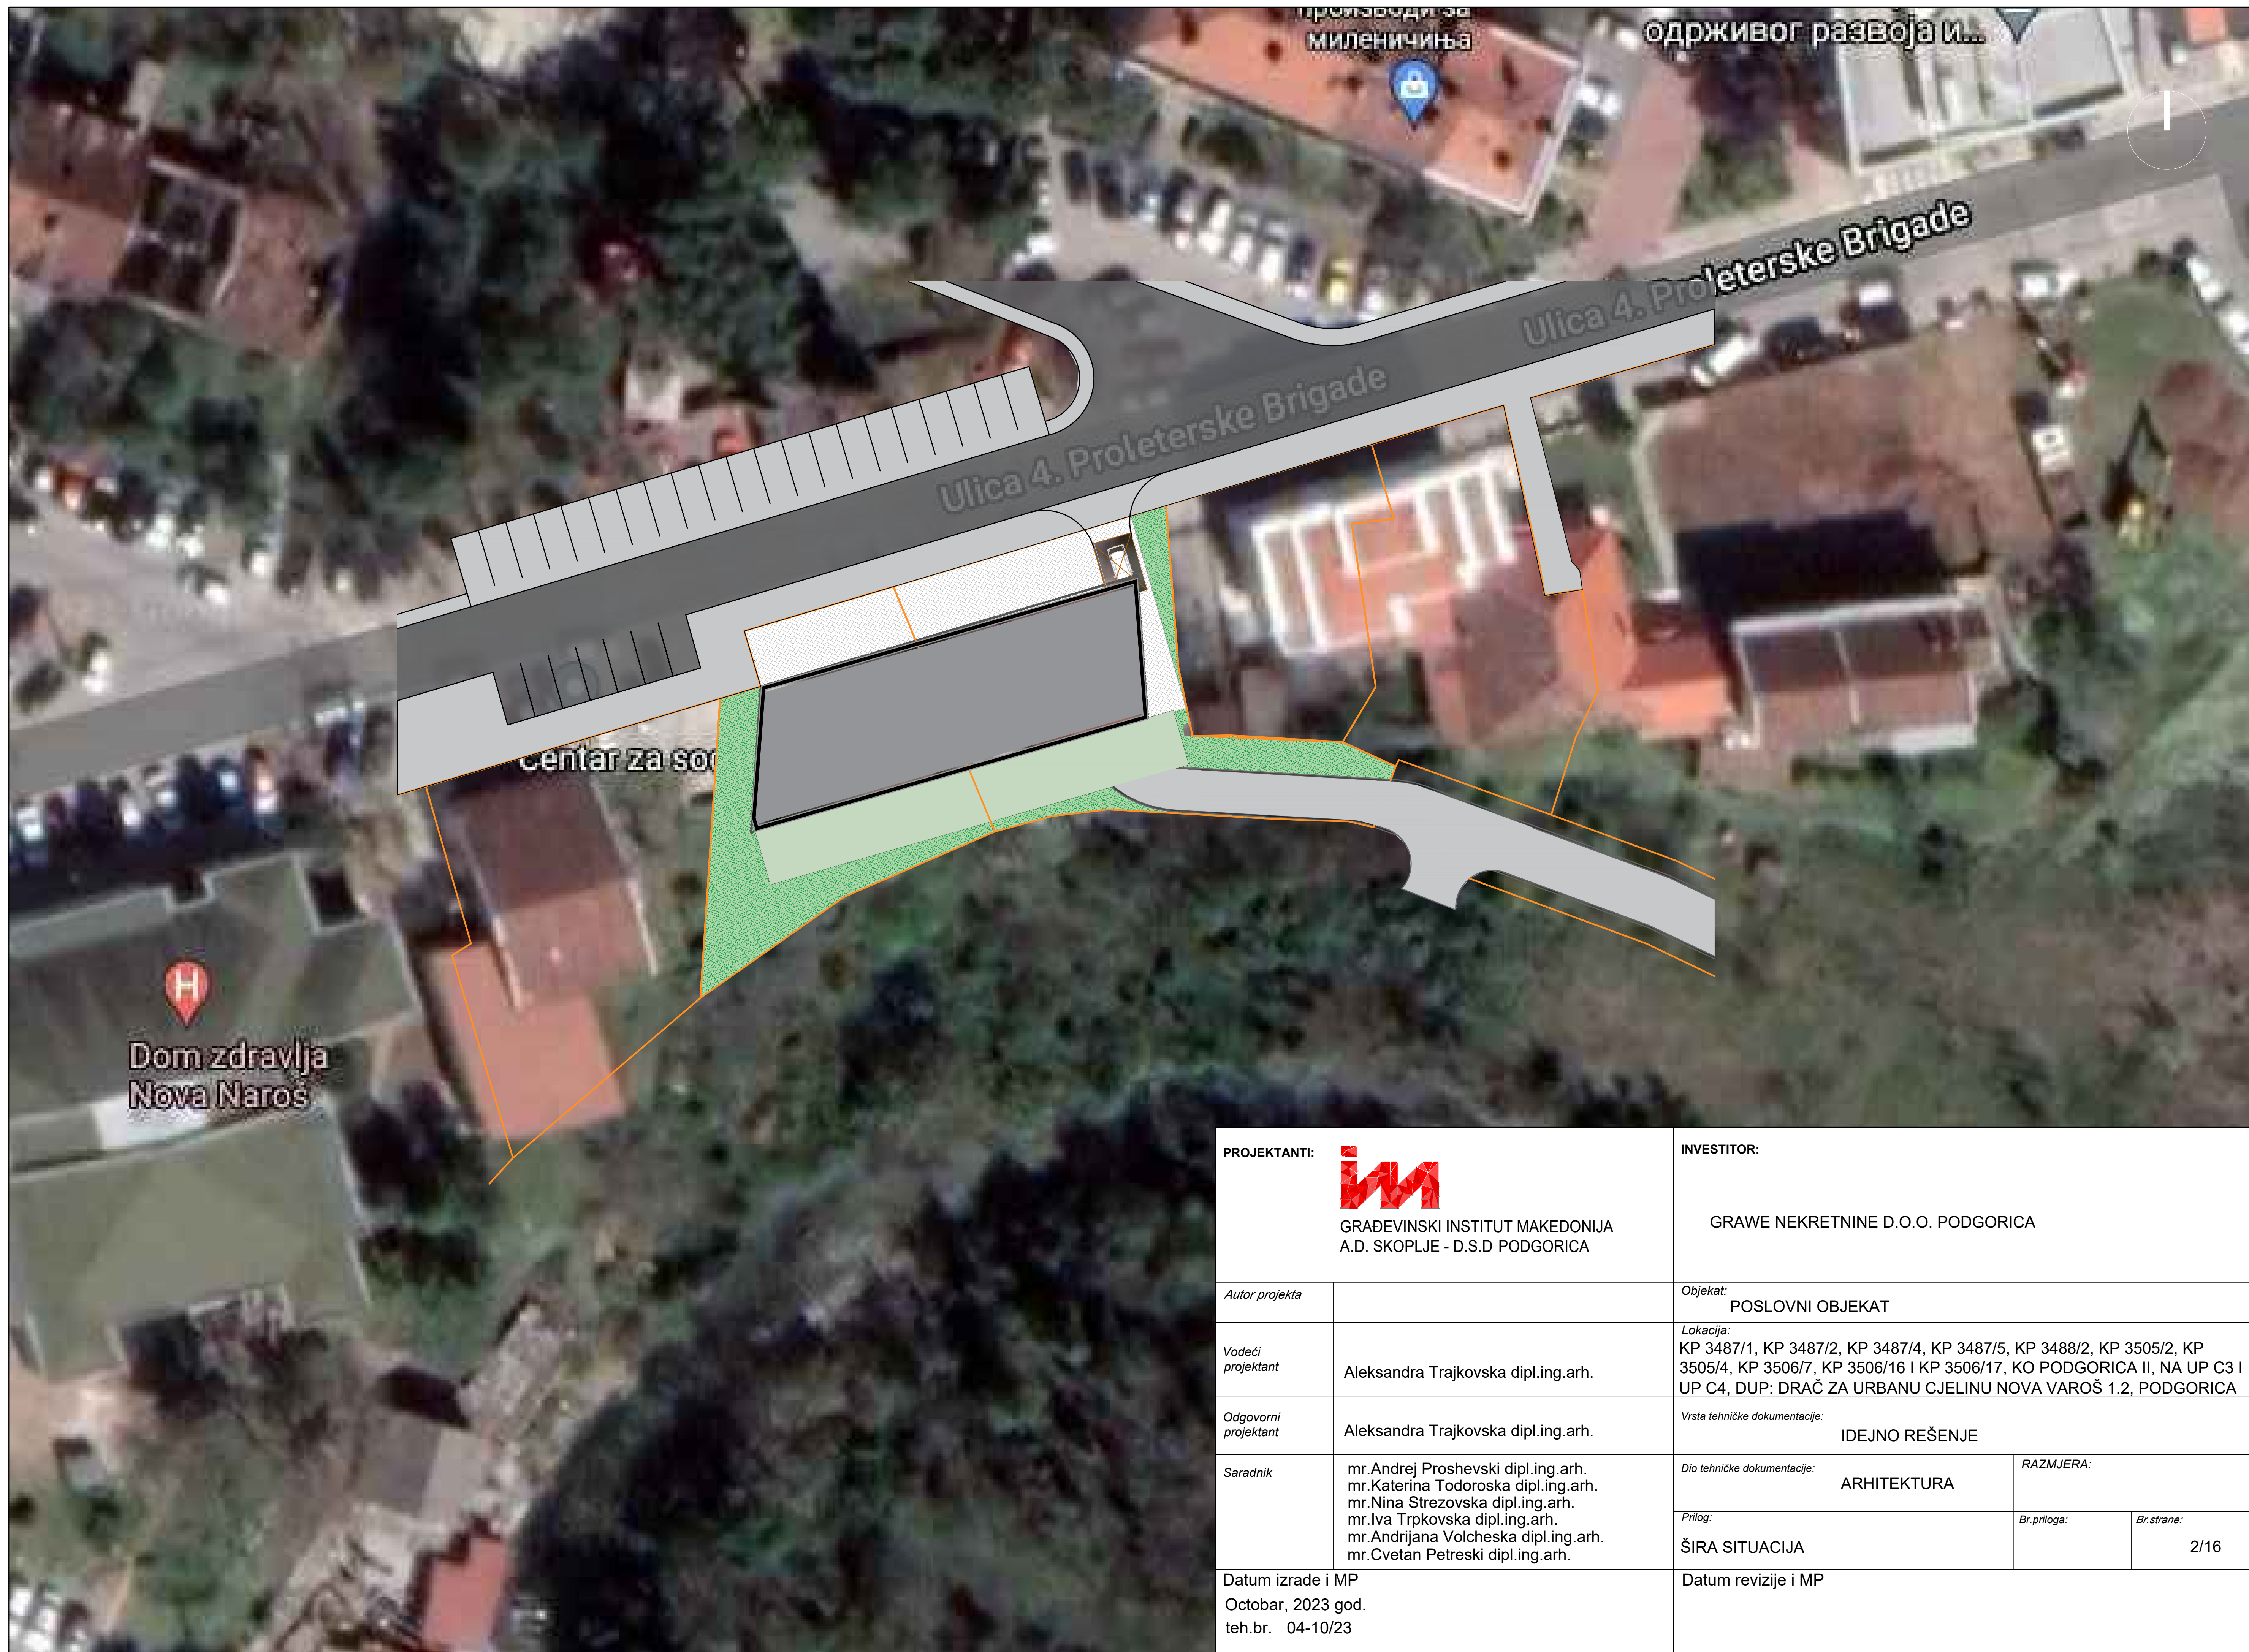 производи за
миленичиња
одрживог развоја и...
Ulica 4. Proleterske Brigade
Ulica 4. Proleterske Brigade
Centar za soc
Dom zdravlja
Nova Naroš
PROJEKTANTI:
im
GRAĐEVINSKI INSTITUT MAKEDONIJA
A.D. SKOPLJE - D.S.D PODGORICA
INVESTITOR:
GRAWE NEKRETNINE D.O.O. PODGORICA
Autor projekta
Objekat:
POSLOVNI OBJEKAT
Vodeći
projektant
Aleksandra Trajkovska dipl.ing.arh.
Lokacija:
KP 3487/1, KP 3487/2, KP 3487/4, KP 3487/5, KP 3488/2, KP 3505/2, KP
3505/4, KP 3506/7, KP 3506/16 I KP 3506/17, KO PODGORICA II, NA UP C3 I
UP C4, DUP: DRAČ ZA URBANU CJELINU NOVA VAROŠ 1.2, PODGORICA
Odgovorni
projektant
Aleksandra Trajkovska dipl.ing.arh.
Vrsta tehničke dokumentacije:
IDEJNO REŠENJE
Saradnik
mr.Andrej Proshevski dipl.ing.arh.
mr.Katerina Todoroska dipl.ing.arh.
mr.Nina Strezovska dipl.ing.arh.
mr.Iva Trpkovska dipl.ing.arh.
mr.Andrijana Volcheska dipl.ing.arh.
mr.Cvetan Petreski dipl.ing.arh.
Dio tehničke dokumentacije:
ARHITEKTURA
RAZMJERA:
Prilog:
ŠIRA SITUACIJA
Br.priloga:
Br.strane:
2/16
Datum izrade i MP
Octobar, 2023 god.
teh.br. 04-10/23
Datum revizije i MP